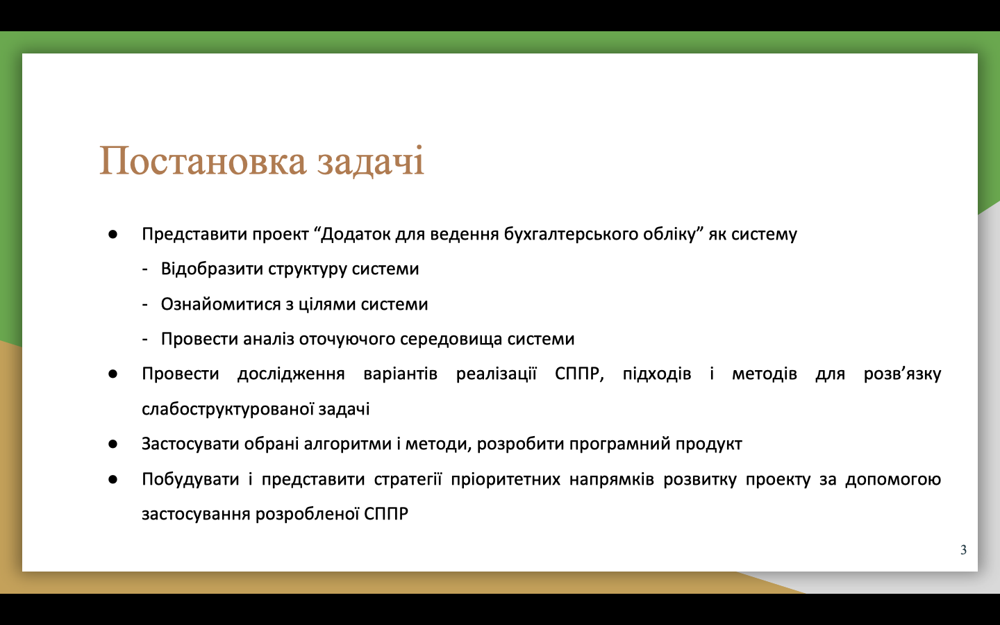 Постановка задачі
● Представити проект “Додаток для ведення бухгалтерського обліку” як систему
- Відобразити структуру системи
- Ознайомитися з цілями системи
- Провести аналіз оточуючого середовища системи
● Провести дослідження варіантів реалізації СППР, підходів і методів для розв’язку
слабоструктурованої задачі
● Застосувати обрані алгоритми і методи, розробити програмний продукт
● Побудувати і представити стратегії пріоритетних напрямків розвитку проекту за допомогою
застосування розробленої СППР
3